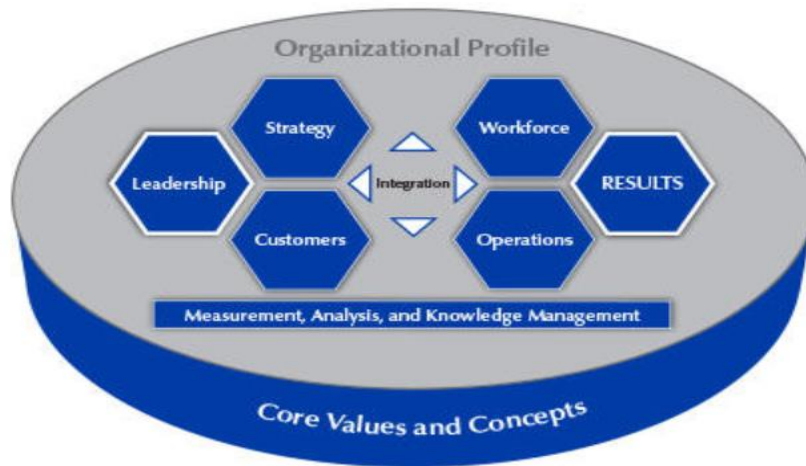 Organizational Profile
Strategy
Workforce
Leadership
Integration
RESULTS
Customers
Operations
Measurement, Analysis, and Knowledge Management
Core Values and Concepts